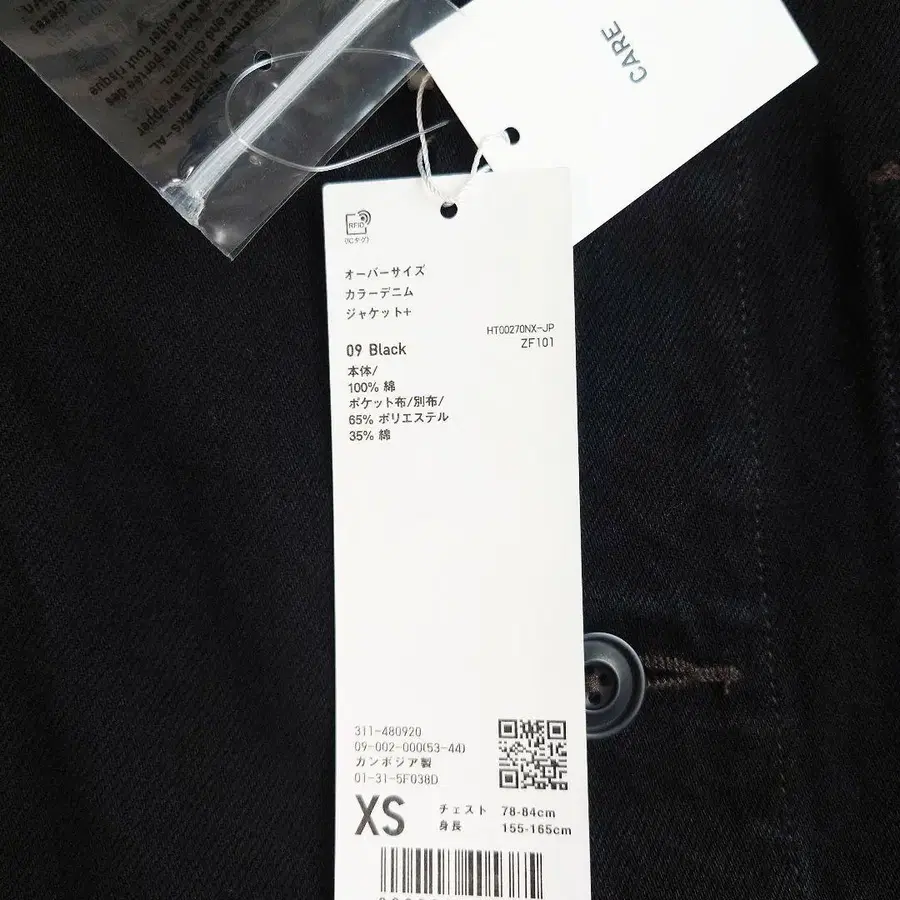 CARE
RFID
(ICタグ)
オーバーサイズ
カラーデニム
ジャケット+
HT00270NX-JP
ZF101
09 Black
本体/
100% 綿
ポケット布/別布/
65% ポリエステル
35% 綿
311-480920
09-002-000(53-44)
カンボジア製
01-31-5F038D
XS
チェスト 78-84cm
身長 155-165cm